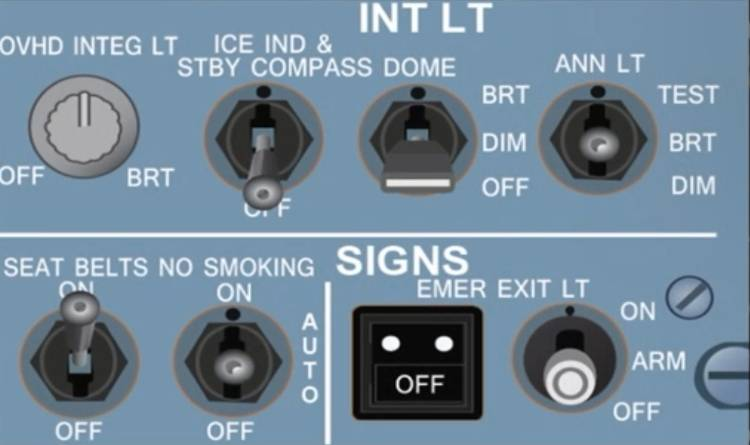 INT LT
OVHD INTEG LT
ICE IND &
STBY COMPASS
DOME
ANN LT
OFF
BRT
OFF
BRT
DIM
OFF
TEST
BRT
DIM
SIGNS
SEAT BELTS
NO SMOKING
ON
ON
AUTO
OFF
OFF
EMER EXIT LT
OFF
ON
ARM
OFF